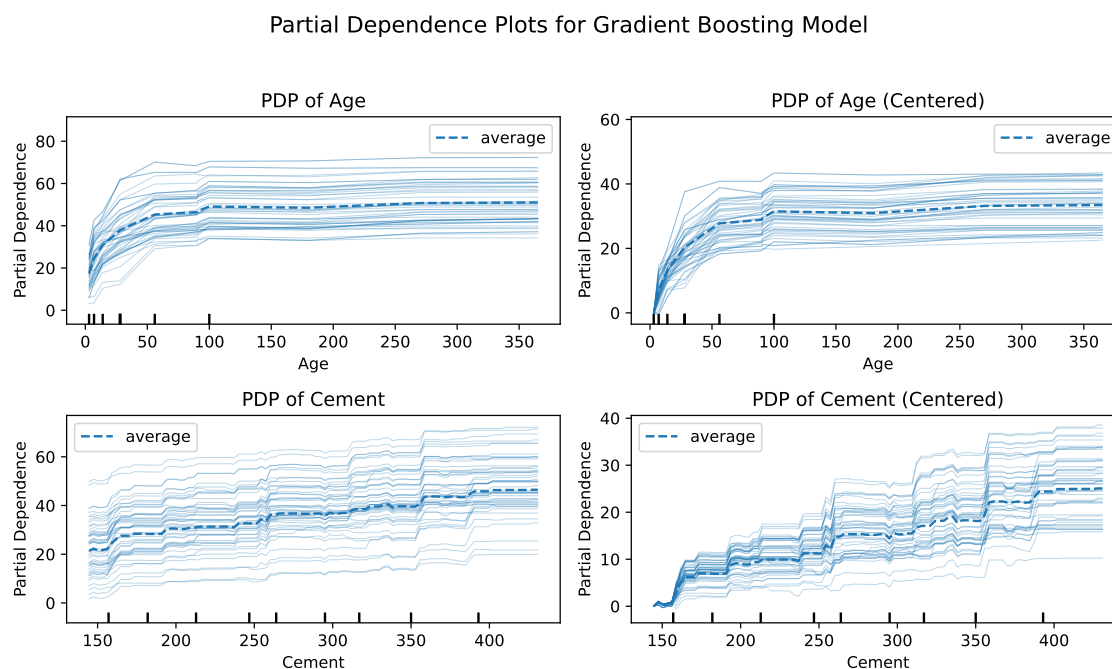 Partial Dependence Plots for Gradient Boosting Model
PDP of Age
PDP of Age (Centered)
80
60
40
20
0
Partial Dependence
average
0 50 100 150 200 250 300 350
Age
60
40
20
0
Partial Dependence
average
0 50 100 150 200 250 300 350
Age
PDP of Cement
PDP of Cement (Centered)
60
40
20
0
Partial Dependence
average
150 200 250 300 350 400
Cement
40
30
20
10
0
Partial Dependence
average
150 200 250 300 350 400
Cement